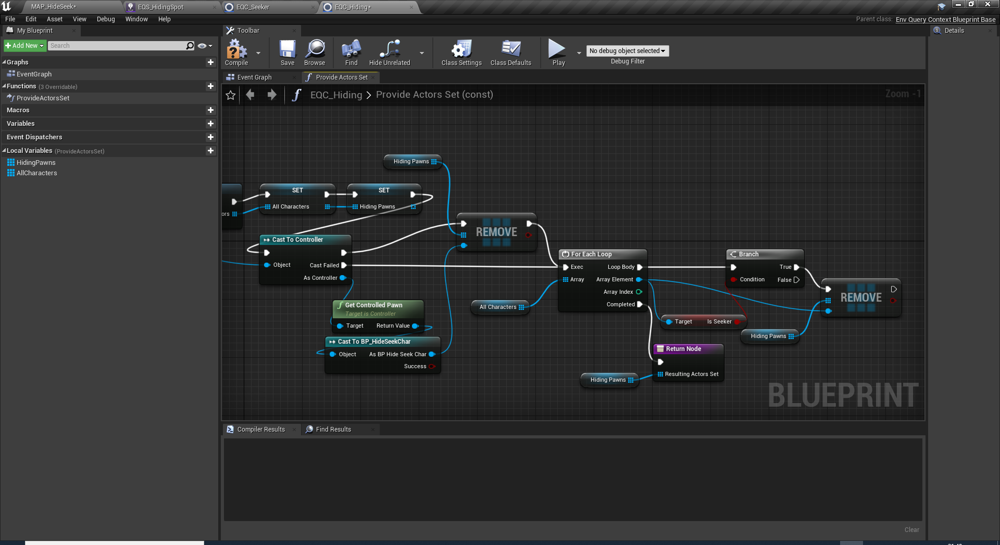 MAP_HideSeek*
EQS_HidingSpot
EQC_Seeker
EQC_Hiding*
File Edit Asset View Debug Window Help
Parent class: Env Query Context Blueprint Base
My Blueprint
Toolbar
Details
Add New
Search
Compile
Save
Browse
Find
Hide Unrelated
Class Settings
Class Defaults
Play
No debug object selected
Debug Filter
Graphs
EventGraph
Functions (3 Overridable)
ProvideActorsSet
Macros
Variables
Event Dispatchers
Local Variables (ProvideActorsSet)
HidingPawns
AllCharacters
Event Graph
Provide Actors Set
EQC_Hiding > Provide Actors Set (const)
Zoom -1
Hiding Pawns
SET
SET
ors
All Characters
Hiding Pawns
REMOVE
Cast To Controller
Object
Cast Failed
As Controller
For Each Loop
Exec
Loop Body
Array
Array Element
Array Index
Completed
Branch
True
Condition
False
REMOVE
Get Controlled Pawn
Target is Controller
Target
Return Value
All Characters
Target
Is Seeker
Hiding Pawns
Cast To BP_HideSeekChar
Object
As BP Hide Seek Char
Success
Return Node
Resulting Actors Set
Hiding Pawns
BLUEPRINT
Compiler Results
Find Results
Clear